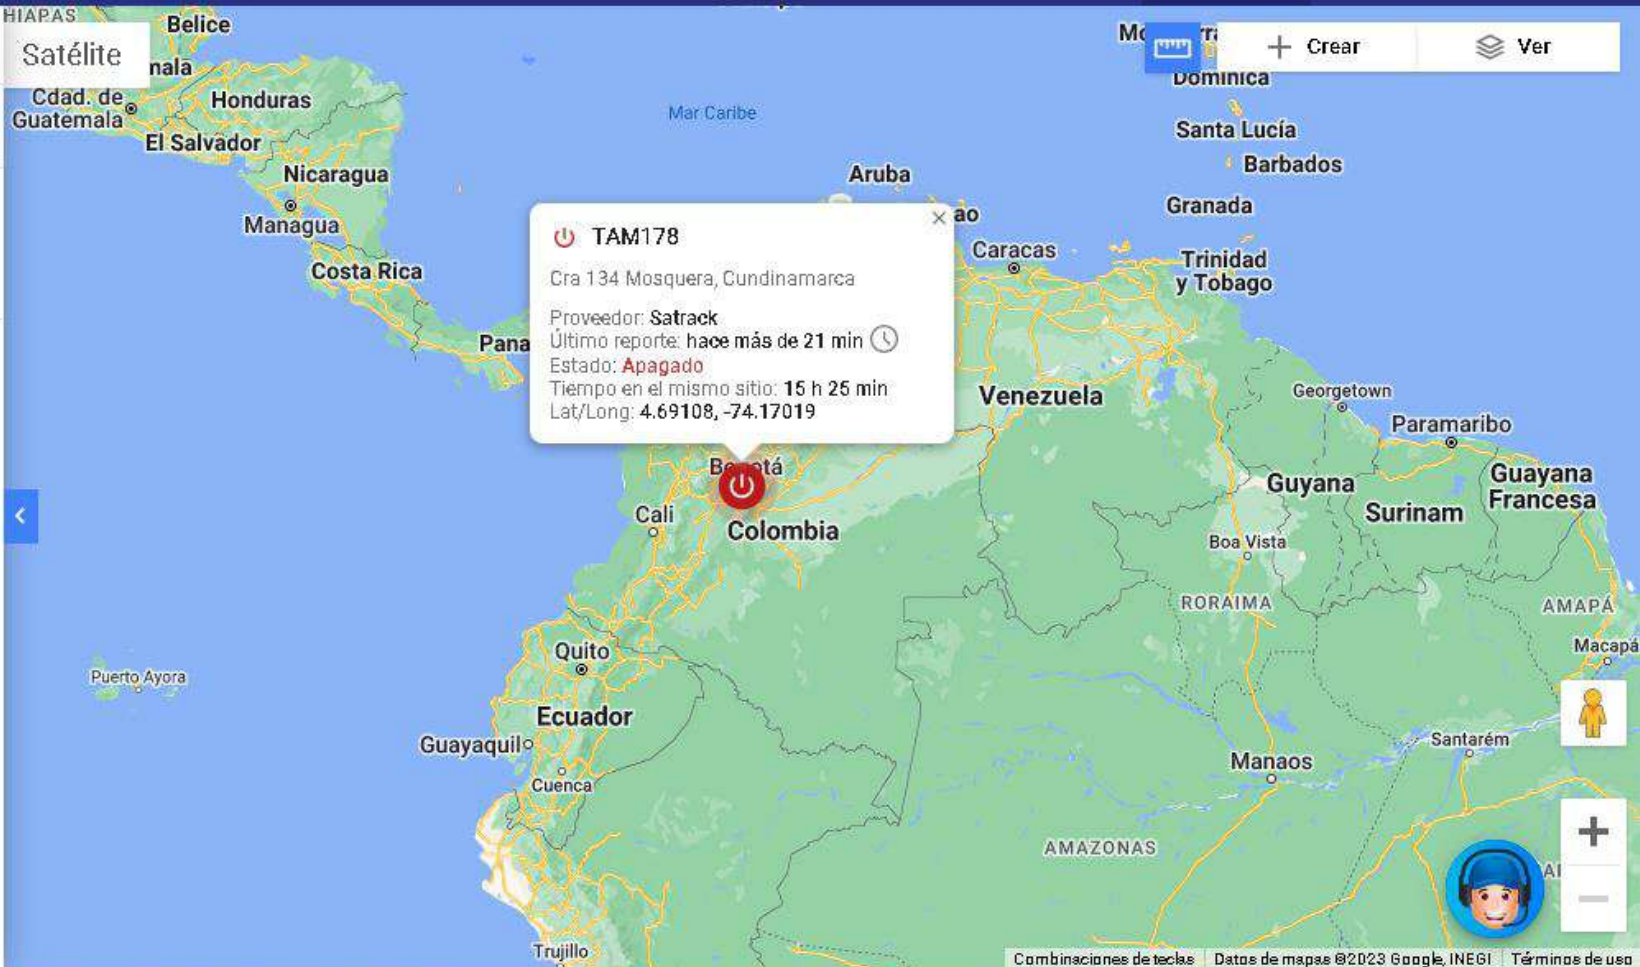 HIAPAS
Belice
Satélite
nala
Cdad. de
Guatemala
Honduras
El Salvador
Nicaragua
Managua
Costa Rica
Mar Caribe
Aruba
ao
Caracas
Crear
Ver
Dominica
Santa Lucía
Barbados
Granada
Trinidad
y Tobago
Pana
TAM178
Cra 134 Mosquera, Cundinamarca
Proveedor: Satrack
Último reporte: hace más de 21 min
Estado: Apagado
Tiempo en el mismo sitio: 15 h 25 min
Lat/Long: 4.69108, -74.17019
Venezuela
Georgetown
Paramaribo
Guyana
Surinam
Guayana
Francesa
Cali
Colombia
Boa Vista
RORAIMA
AMAPÁ
Macapá
Quito
Puerto Ayora
Ecuador
Guayaquil
Cuenca
Santarém
Manaos
AMAZONAS
Trujillo
Combinaciones de teclas
Datos de mapas ©2023 Google, INEGI
Términos de uso